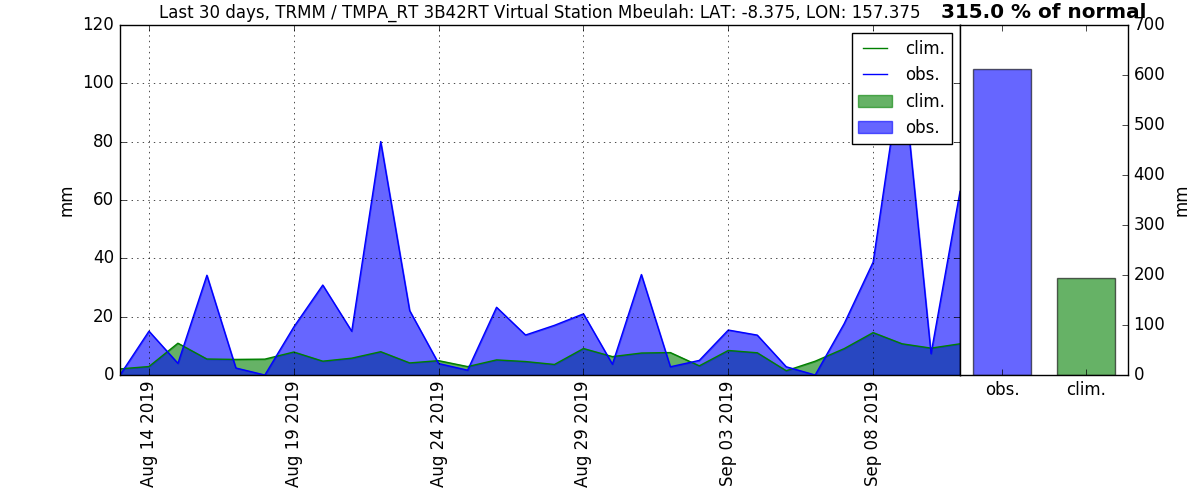 Last 30 days, TRMM / TMPA_RT 3B42RT Virtual Station Mbeulah: LAT: -8.375, LON: 157.375
315.0 % of normal
120
100
80
60
40
20
0
mm
clim.
obs.
clim.
obs.
700
600
500
400
300
200
100
0
mm
Aug 14 2019
Aug 19 2019
Aug 24 2019
Aug 29 2019
Sep 03 2019
Sep 08 2019
obs.
clim.